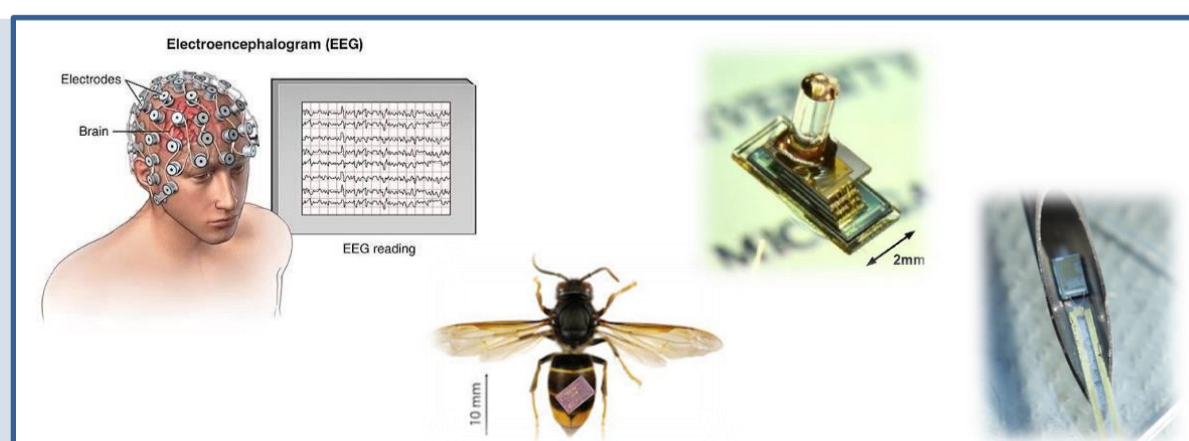 Electroencephalogram (EEG)
Electrodes
Brain
EEG reading
2mm
10 mm